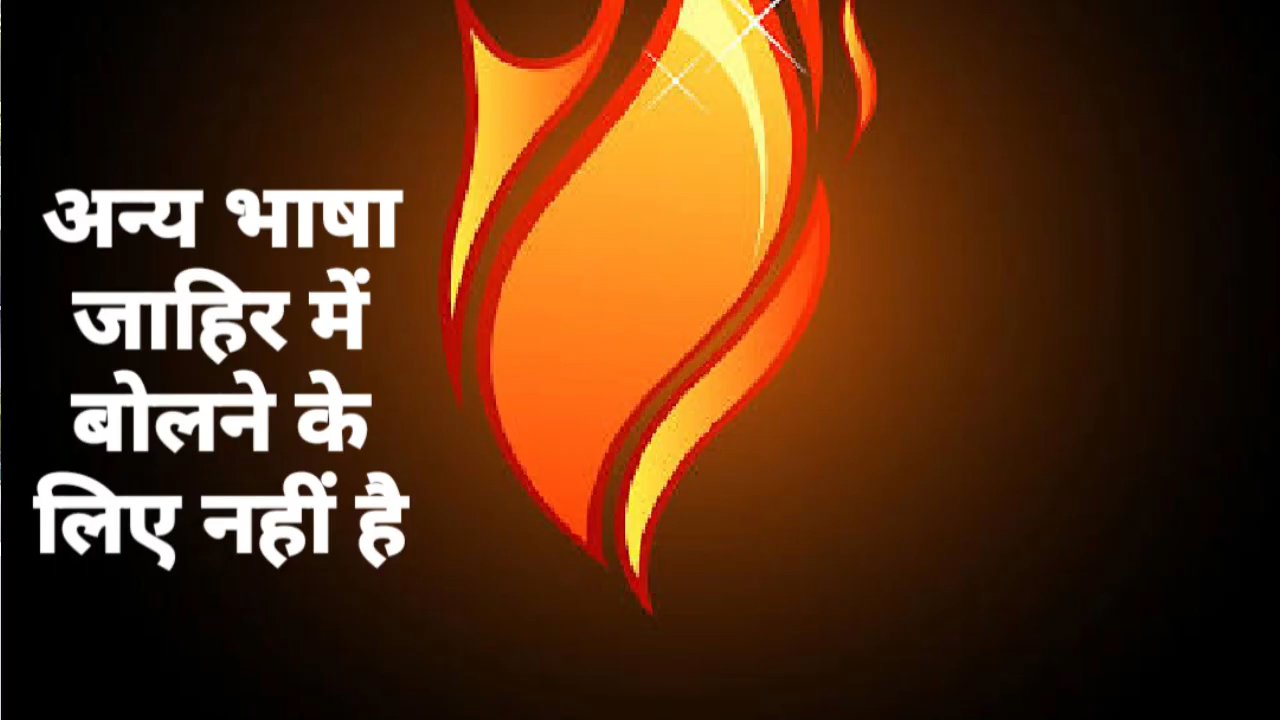 अन्य भाषा
जाहिर में
बोलने के
लिए नहीं है